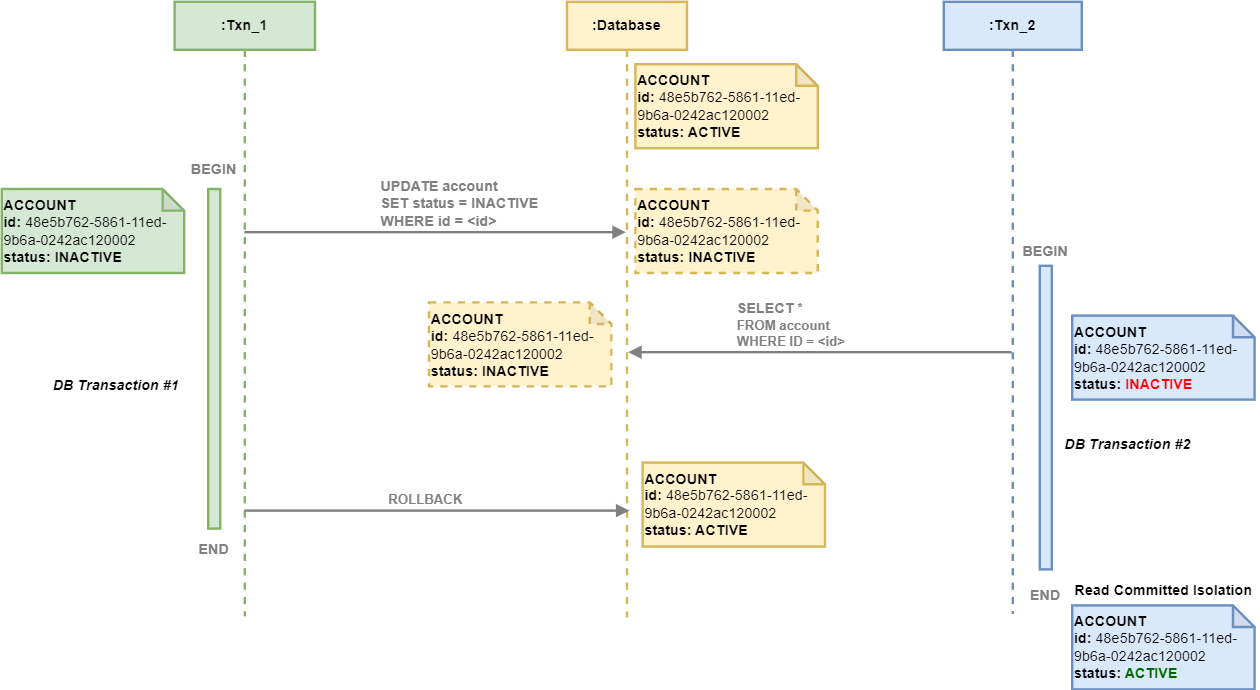 :Txn_1
:Database
:Txn_2
ACCOUNT
id: 48e5b762-5861-11ed-
9b6a-0242ac120002
status: ACTIVE
BEGIN
ACCOUNT
id: 48e5b762-5861-11ed-
9b6a-0242ac120002
status: INACTIVE
UPDATE account
SET status = INACTIVE
WHERE id = <id>
ACCOUNT
id: 48e5b762-5861-11ed-
9b6a-0242ac120002
status: INACTIVE
BEGIN
ACCOUNT
id: 48e5b762-5861-11ed-
9b6a-0242ac120002
status: INACTIVE
SELECT *
FROM account
WHERE ID = <id>
ACCOUNT
id: 48e5b762-5861-11ed-
9b6a-0242ac120002
status: INACTIVE
DB Transaction #1
DB Transaction #2
ROLLBACK
ACCOUNT
id: 48e5b762-5861-11ed-
9b6a-0242ac120002
status: ACTIVE
END
END
Read Committed Isolation
ACCOUNT
id: 48e5b762-5861-11ed-
9b6a-0242ac120002
status: ACTIVE